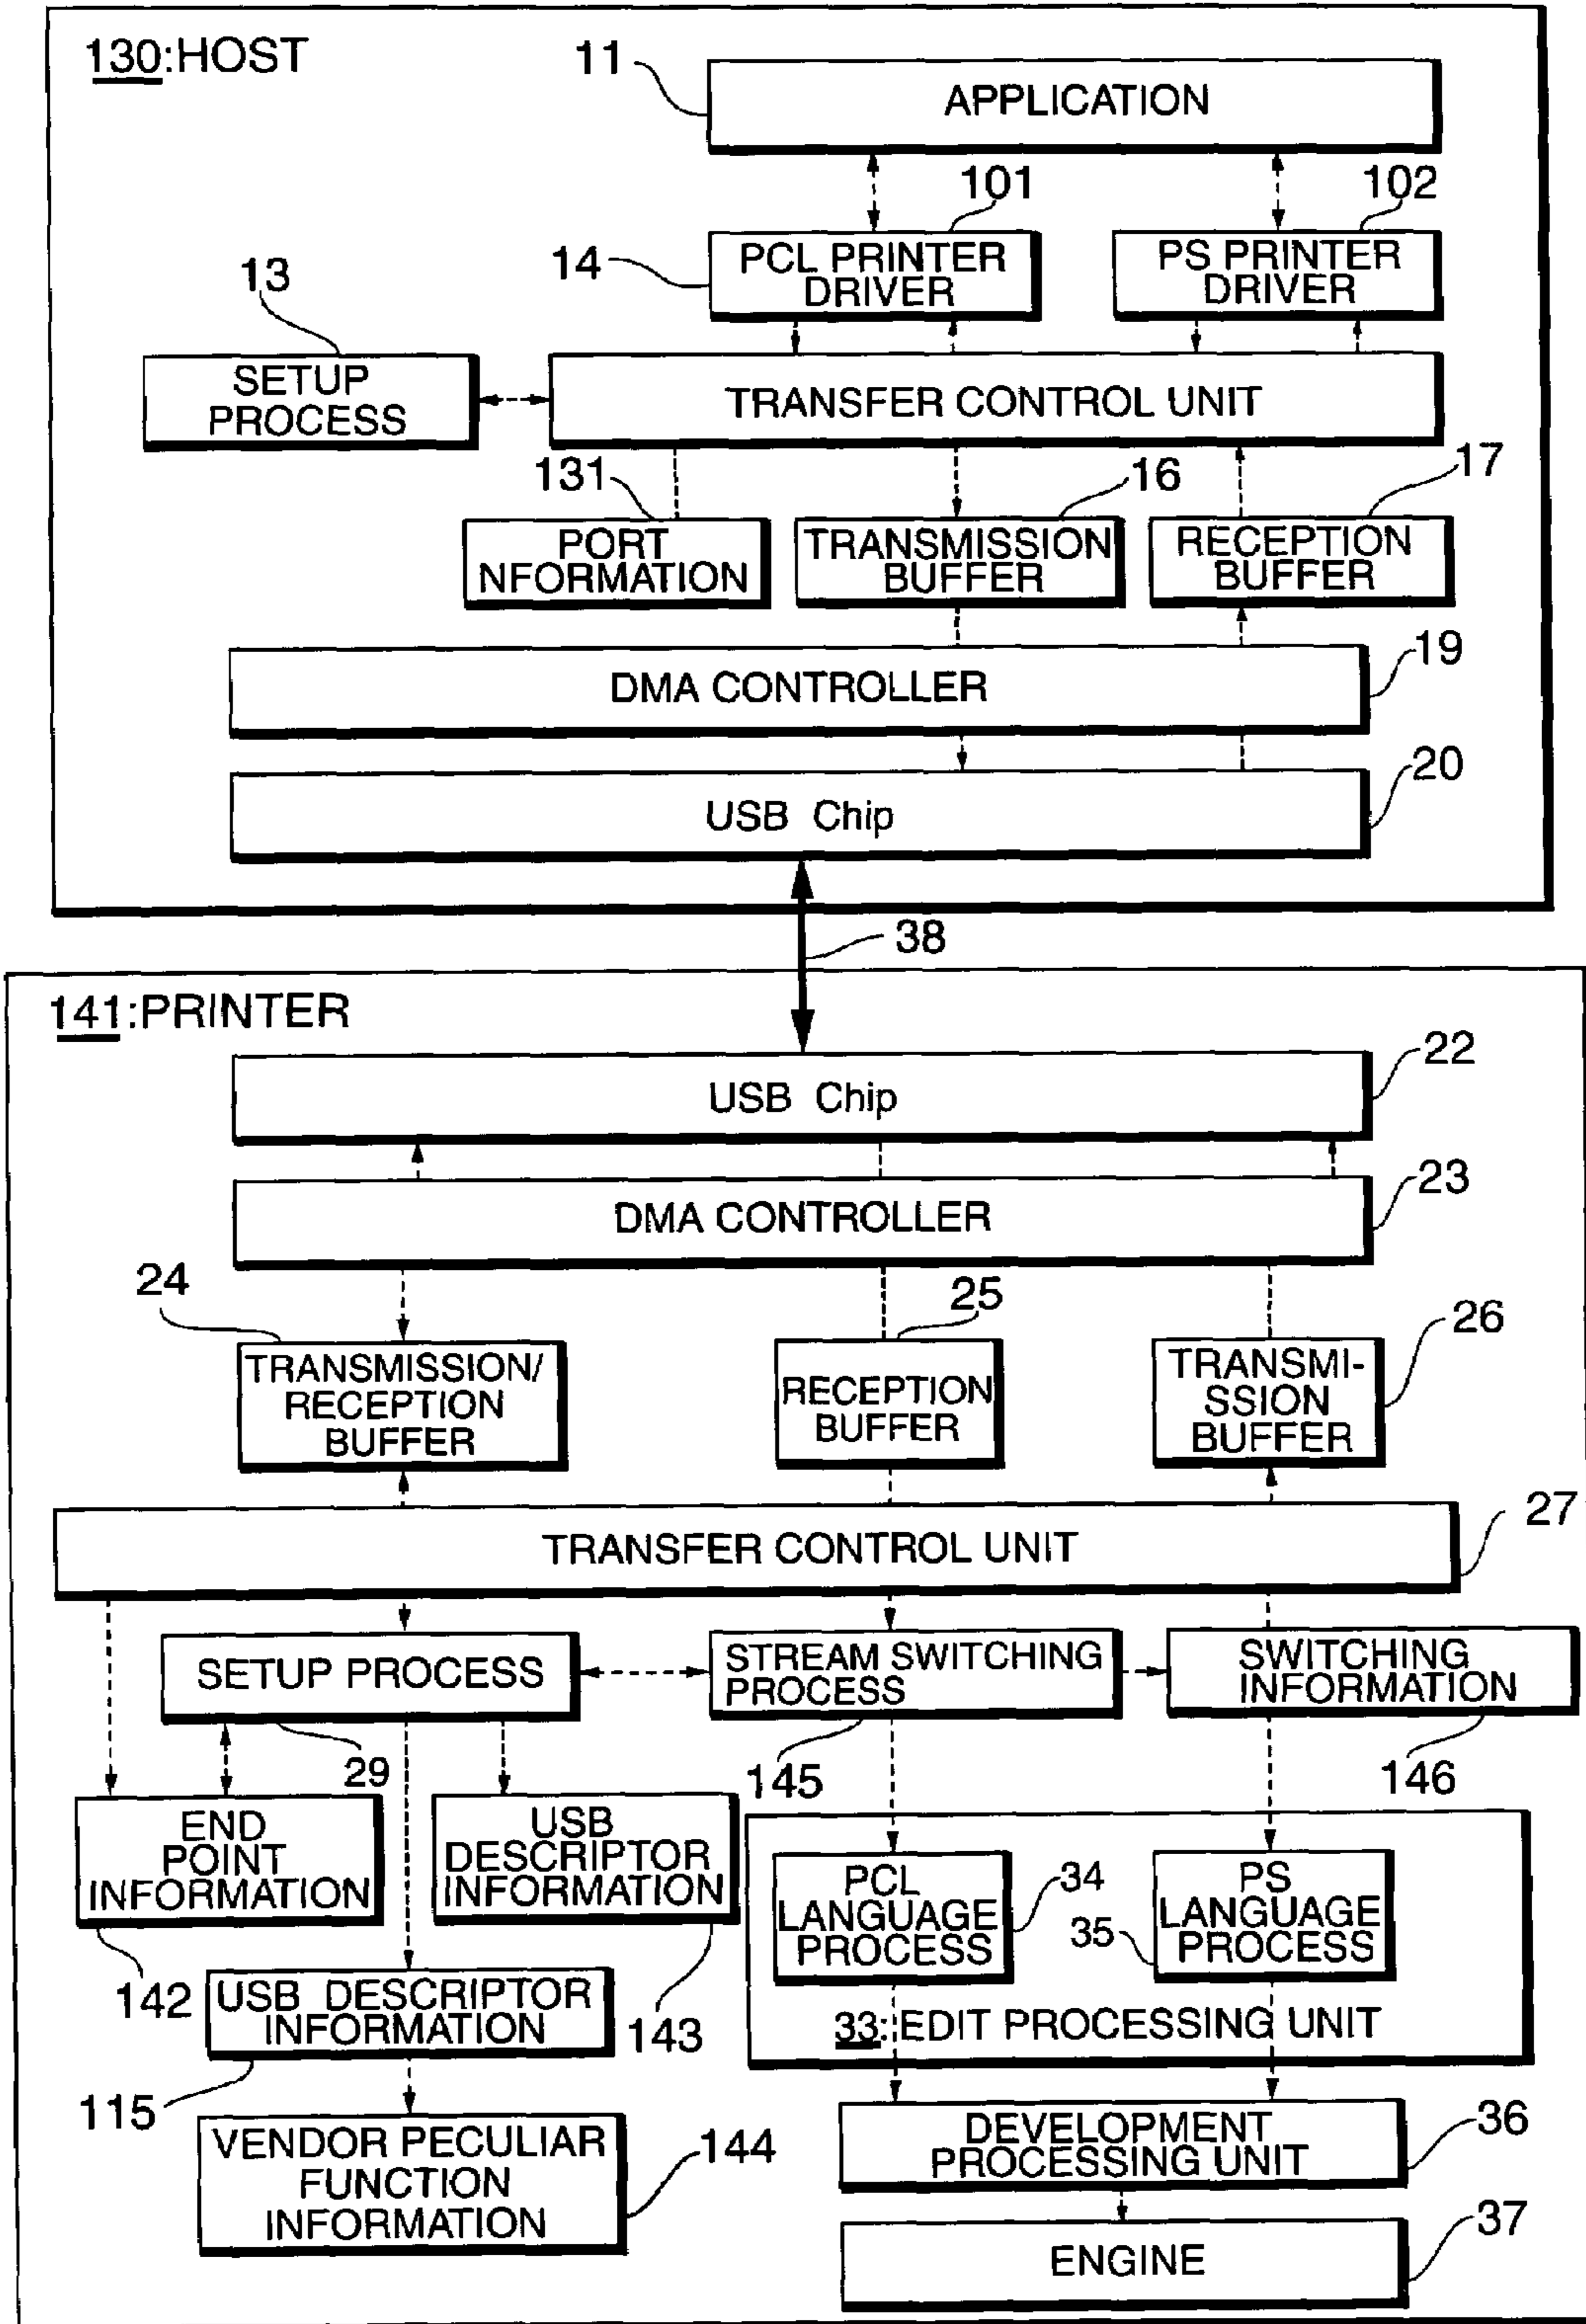 130:HOST
11
APPLICATION
101
102
14
PCL PRINTER
DRIVER
PS PRINTER
DRIVER
13
SETUP
PROCESS
TRANSFER CONTROL UNIT
131
16
17
PORT
NFORMATION
TRANSMISSION
BUFFER
RECEPTION
BUFFER
19
DMA CONTROLLER
20
USB Chip
38
141:PRINTER
22
USB Chip
23
DMA CONTROLLER
24
25
26
TRANSMISSION/
RECEPTION
BUFFER
RECEPTION
BUFFER
TRANSMI-
SSION
BUFFER
27
TRANSFER CONTROL UNIT
SETUP PROCESS
STREAM SWITCHING
PROCESS
SWITCHING
INFORMATION
29
145
146
END
POINT
INFORMATION
USB
DESCRIPTOR
INFORMATION
PCL
LANGUAGE
PROCESS
34
35
PS
LANGUAGE
PROCESS
142
USB DESCRIPTOR
INFORMATION
143
33:EDIT PROCESSING UNIT
115
VENDOR PECULIAR
FUNCTION
INFORMATION
144
DEVELOPMENT
PROCESSING UNIT
36
ENGINE
37